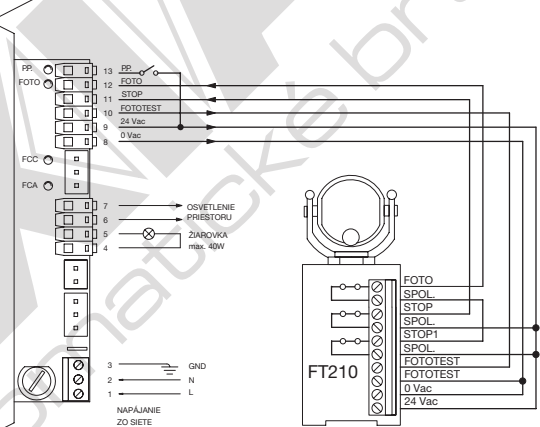 P.P.
FOTO
FCC
FCA
13 P.P.
12 FOTO
11 STOP
10 FOTOTEST
9 24 Vac
8 0 Vac
7 OSVETLENIE
6 PRIESTORU
5 ŽIAROVKA
4 max. 40W
3 GND
2 N
1 L
NAPÁJANIE
ZO SIETE
FT210
FOTO
SPOL.
STOP
SPOL.
STOP1
SPOL.
FOTOTEST
FOTOTEST
0 Vac
24 Vac